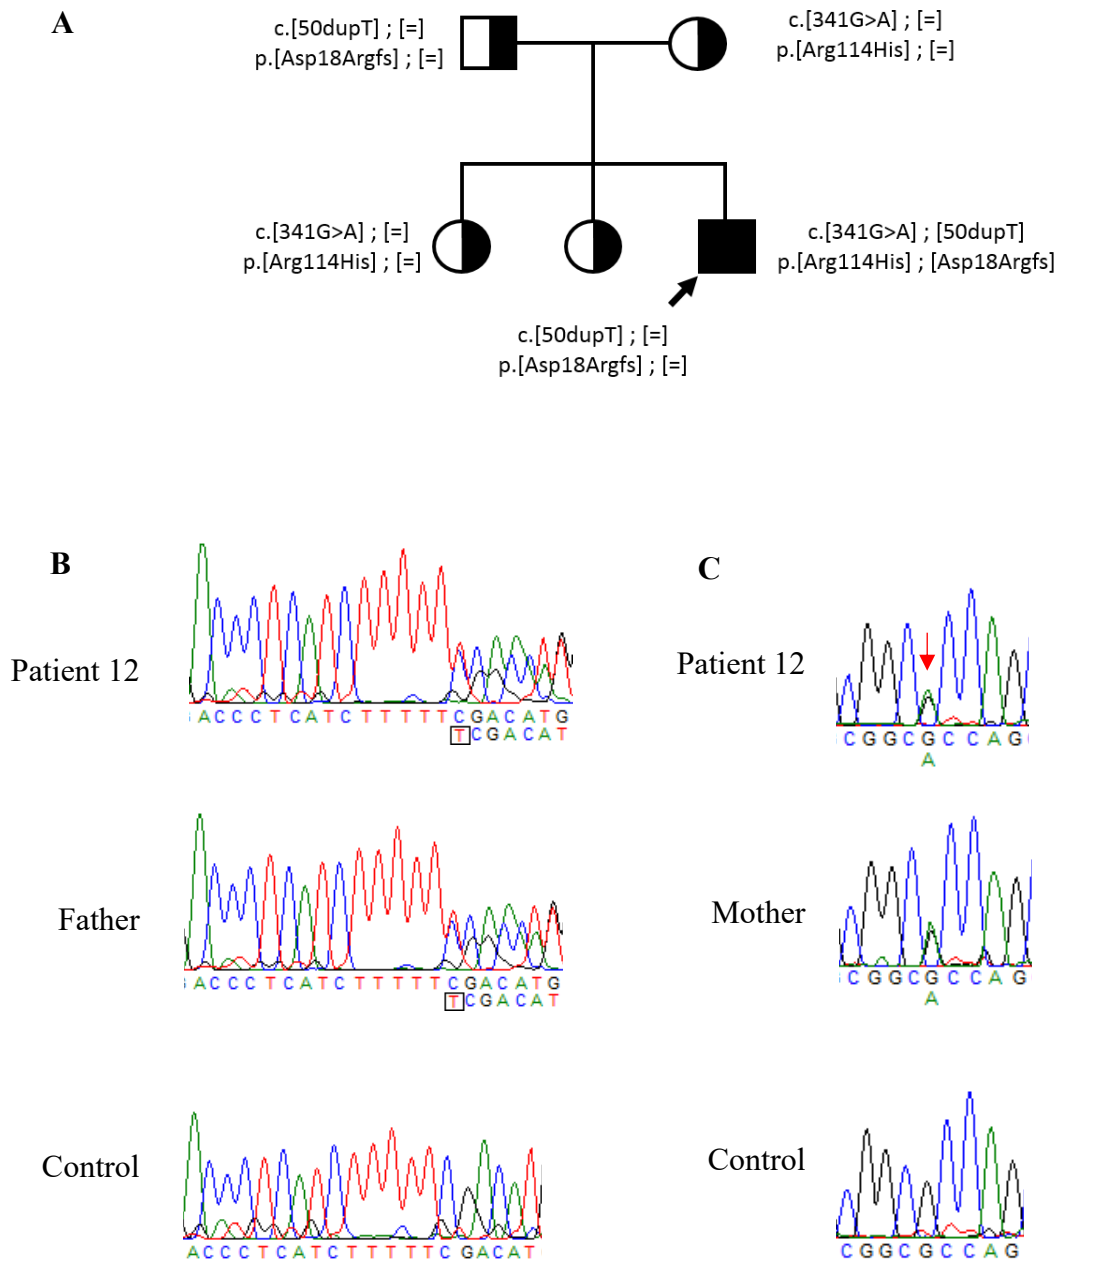 A
c.[50dupT] ; [=]
p.[Asp18Argfs] ; [=]
c.[341G>A] ; [=]
p.[Arg114His] ; [=]
c.[341G>A] ; [=]
p.[Arg114His] ; [=]
c.[341G>A] ; [50dupT]
p.[Arg114His] ; [Asp18Argfs]
c.[50dupT] ; [=]
p.[Asp18Argfs] ; [=]
B
Patient 12
ACCCTCATCTTTTTCGACATG
TCGACAT
Father
ACCCTCATCTTTTTCGACATG
TCGACAT
Control
ACCCTCATCTTTTTCGACAT
C
Patient 12
CGGCGCCAG
A
Mother
CGGCGCCAG
A
Control
CGGCGCCAG